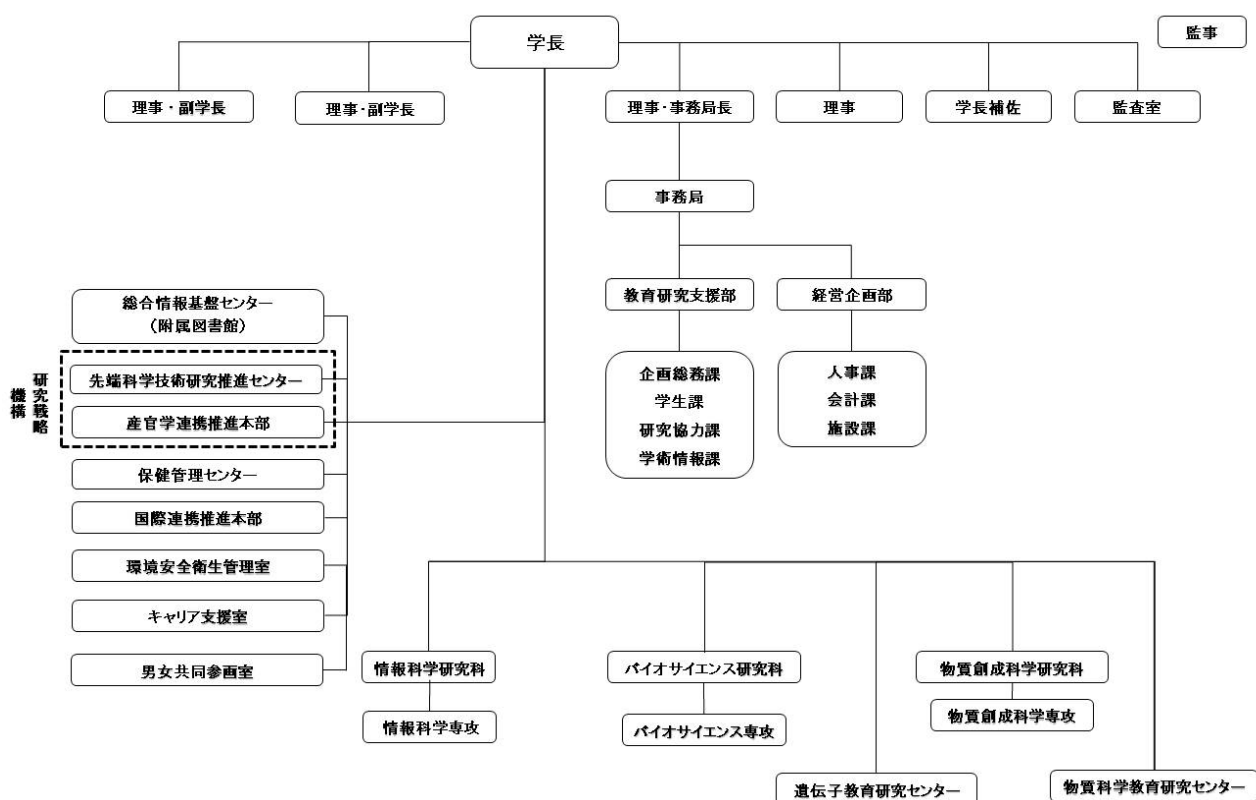 学長
監事
理事・副学長
理事・副学長
理事・事務局長
理事
学長補佐
監査室
事務局
教育研究支援部
経営企画部
企画総務課
学生課
研究協力課
学術情報課
人事課
会計課
施設課
総合情報基盤センター
（附属図書館）
研究戦略
機構
先端科学技術研究推進センター
産官学連携推進本部
保健管理センター
国際連携推進本部
環境安全衛生管理室
キャリア支援室
男女共同参画室
情報科学研究科
バイオサイエンス研究科
物質創成科学研究科
情報科学専攻
バイオサイエンス専攻
物質創成科学専攻
遺伝子教育研究センター
物質科学教育研究センター